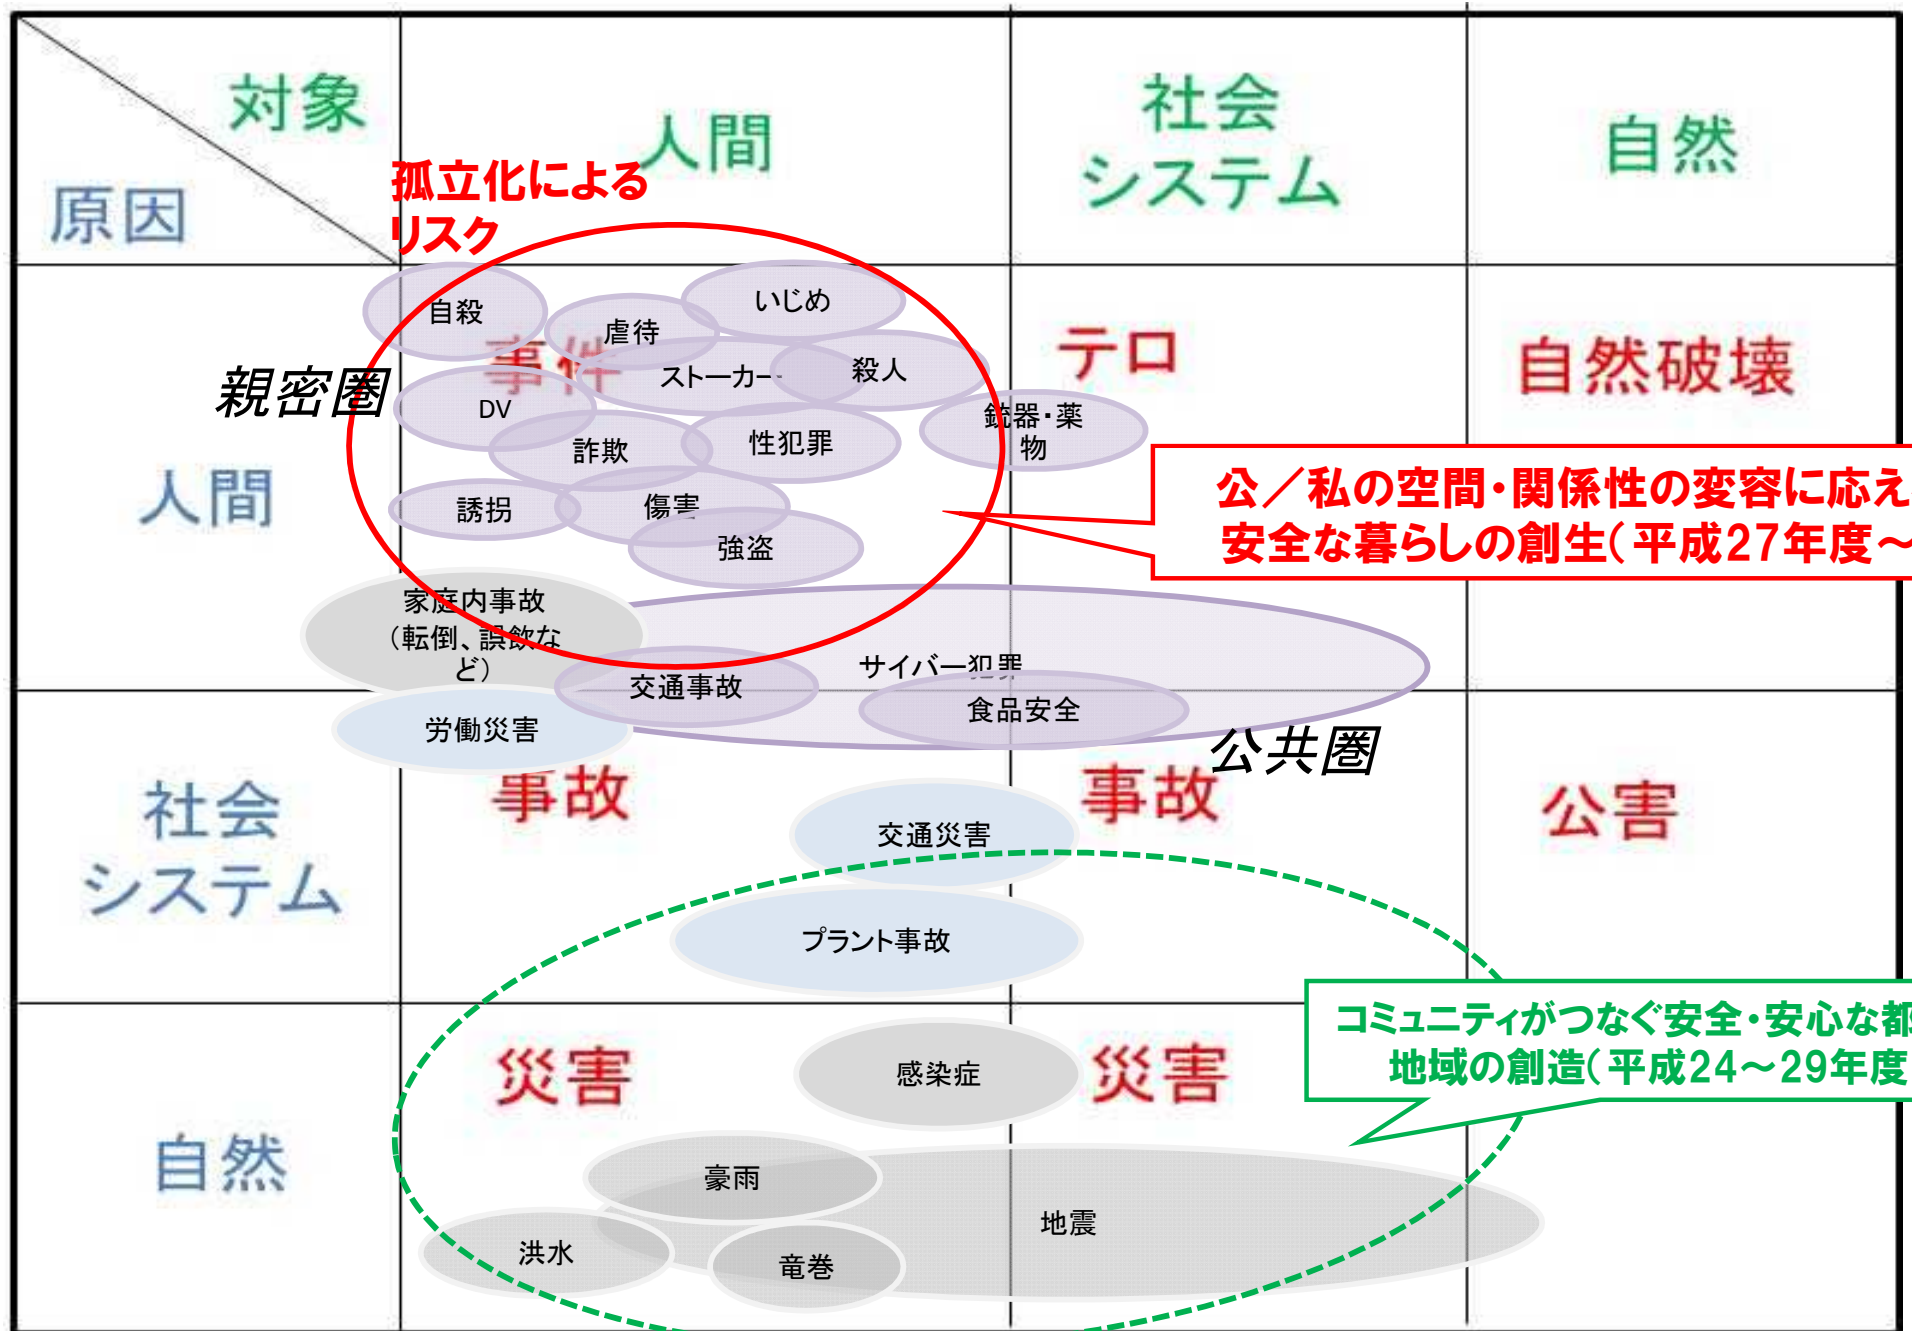 対象
原因
人間
社会
システム
自然
孤立化による
リスク
自殺
虐待
いじめ
事件
ストーカー
殺人
テロ
自然破壊
親密圏
DV
詐欺
性犯罪
銃器・薬
物
人間
誘拐
傷害
強盗
公／私の空間・関係性の変容に応え
安全な暮らしの創生（平成27年度～
家庭内事故
（転倒、誤飲な
ど）
サイバー犯罪
交通事故
食品安全
労働災害
公共圏
社会
システム
事故
事故
公害
交通災害
プラント事故
コミュニティがつなぐ安全・安心な都
地域の創造（平成24～29年度
自然
災害
感染症
災害
豪雨
地震
洪水
竜巻